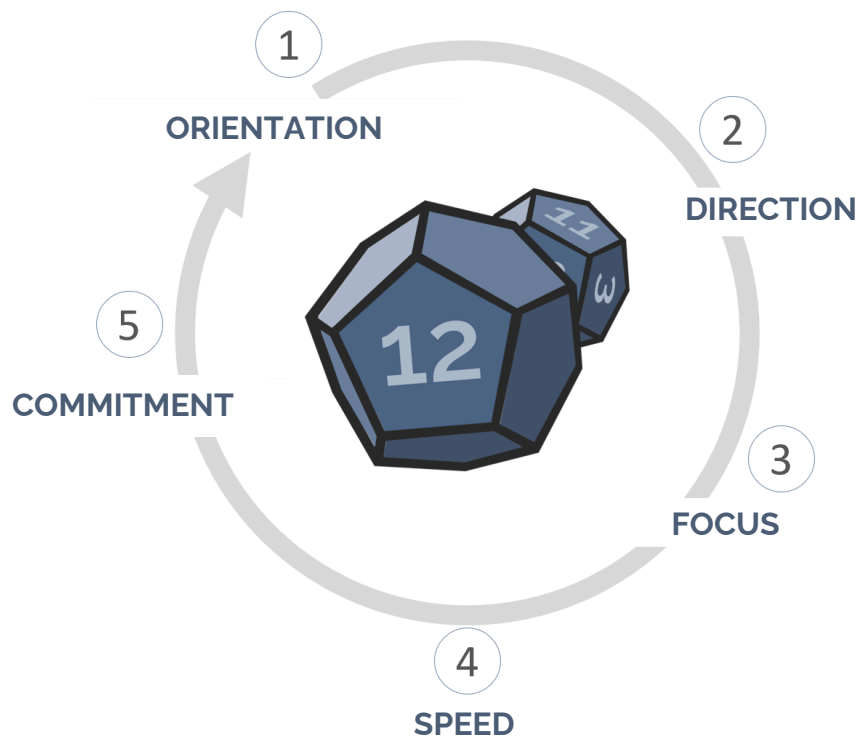 1
ORIENTATION
2
DIRECTION
11
3
12
5
COMMITMENT
3
FOCUS
4
SPEED